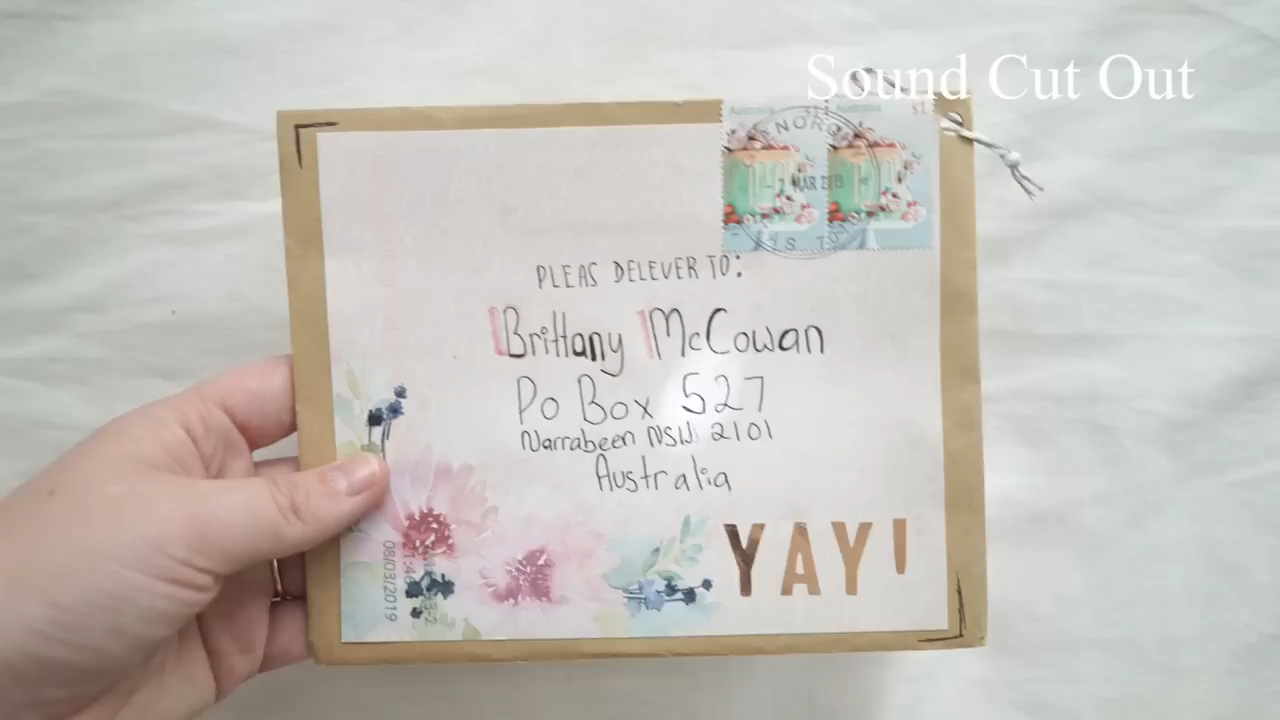 Sound Cut Out
Australia
Australia
MAR
PLEAS DELEVER TO:
Brittany McCowan
Po Box 527
Narrabeen NSW 2101
Australia
YAY!
08/03/2019